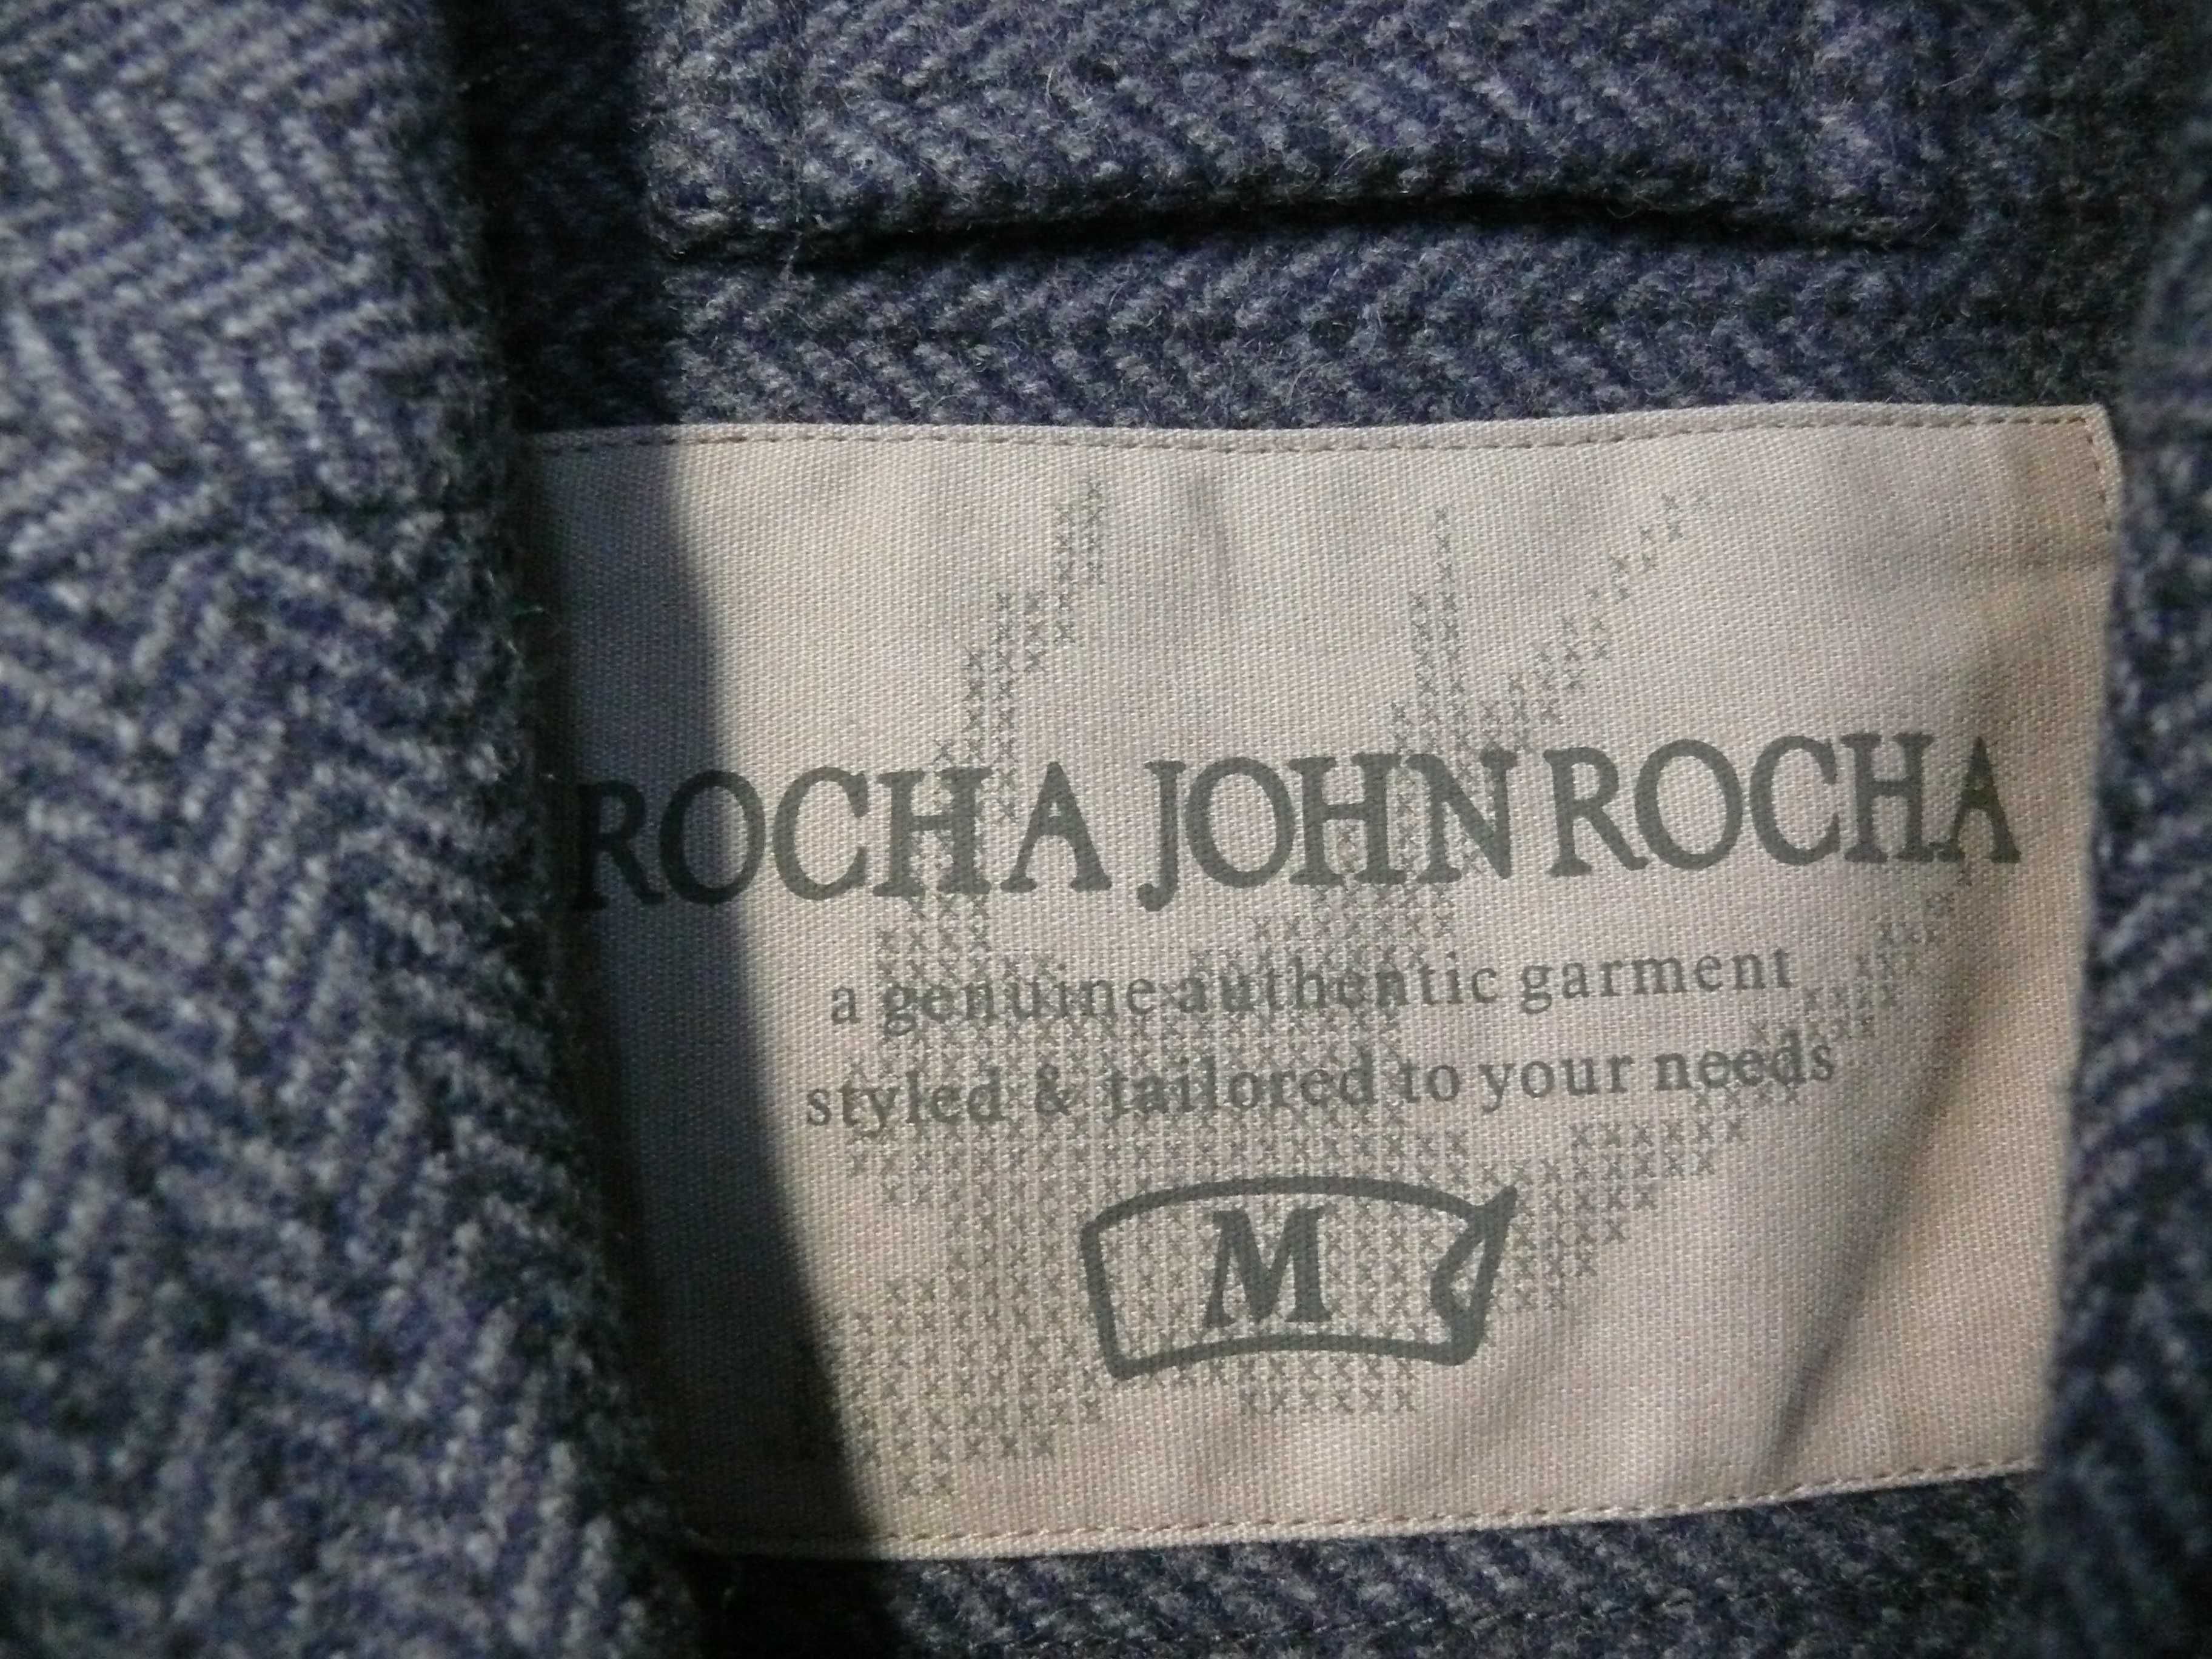 ROCHA JOHN ROCHA
a genuine authentic garment
styled & tailored to your needs
M